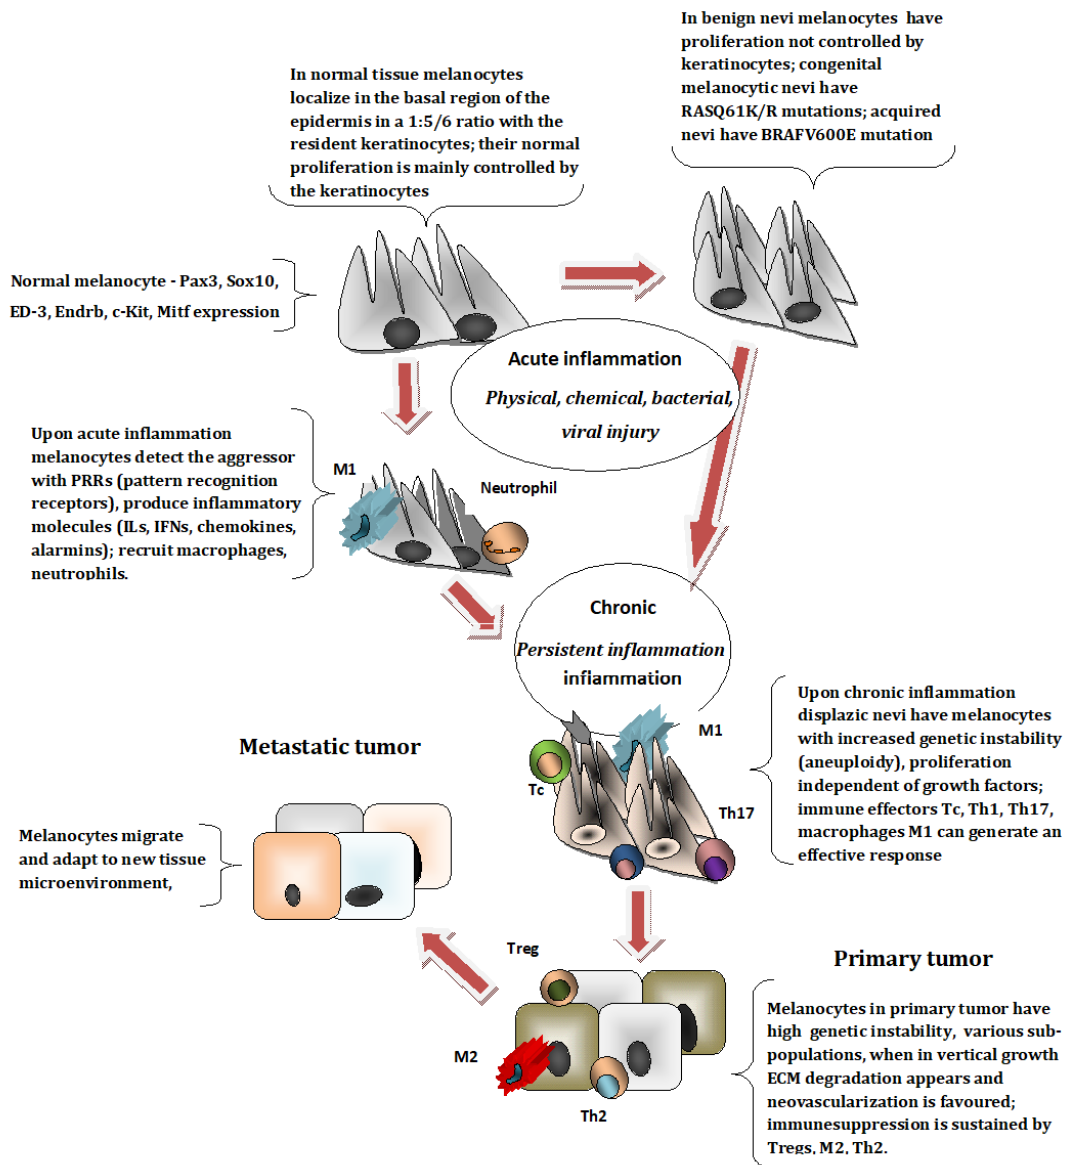 In benign nevi melanocytes have
proliferation not controlled by
keratinocytes; congenital
melanocytic nevi have
RASQ61K/R mutations; acquired
nevi have BRAFV600E mutation
In normal tissue melanocytes
localize in the basal region of the
epidermis in a 1:5/6 ratio with the
resident keratinocytes; their normal
proliferation is mainly controlled by
the keratinocytes
Normal melanocyte - Pax3, Sox10,
ED-3, Endrb, c-Kit, Mitf expression
Acute inflammation
Physical, chemical, bacterial,
viral injury
Upon acute inflammation
melanocytes detect the aggressor
with PRRs (pattern recognition
receptors), produce inflammatory
molecules (ILs, IFNs, chemokines,
alarmins); recruit macrophages,
neutrophils.
M1
Neutrophil
Chronic
Persistent inflammation
inflammation
Upon chronic inflammation
displazic nevi have melanocytes
with increased genetic instability
(aneuploidy), proliferation
independent of growth factors;
immune effectors Tc, Th1, Th17,
macrophages M1 can generate an
effective response
M1
Tc
Th17
Metastatic tumor
Melanocytes migrate
and adapt to new tissue
microenvironment,
Treg
M2
Th2
Primary tumor
Melanocytes in primary tumor have
high genetic instability, various sub-
populations, when in vertical growth
ECM degradation appears and
neovascularization is favoured;
immunesuppression is sustained by
Tregs, M2, Th2.